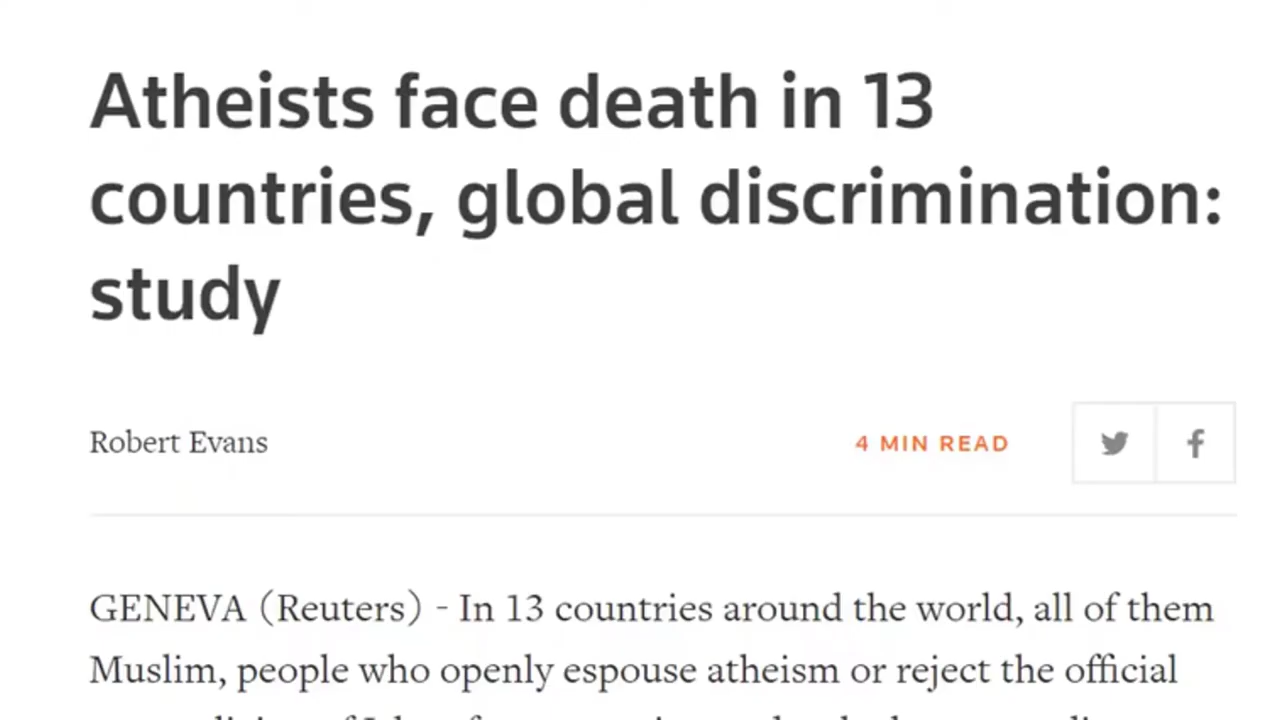 Atheists face death in 13
countries, global discrimination:
study
Robert Evans
4 MIN READ
GENEVA (Reuters) - In 13 countries around the world, all of them
Muslim, people who openly espouse atheism or reject the official